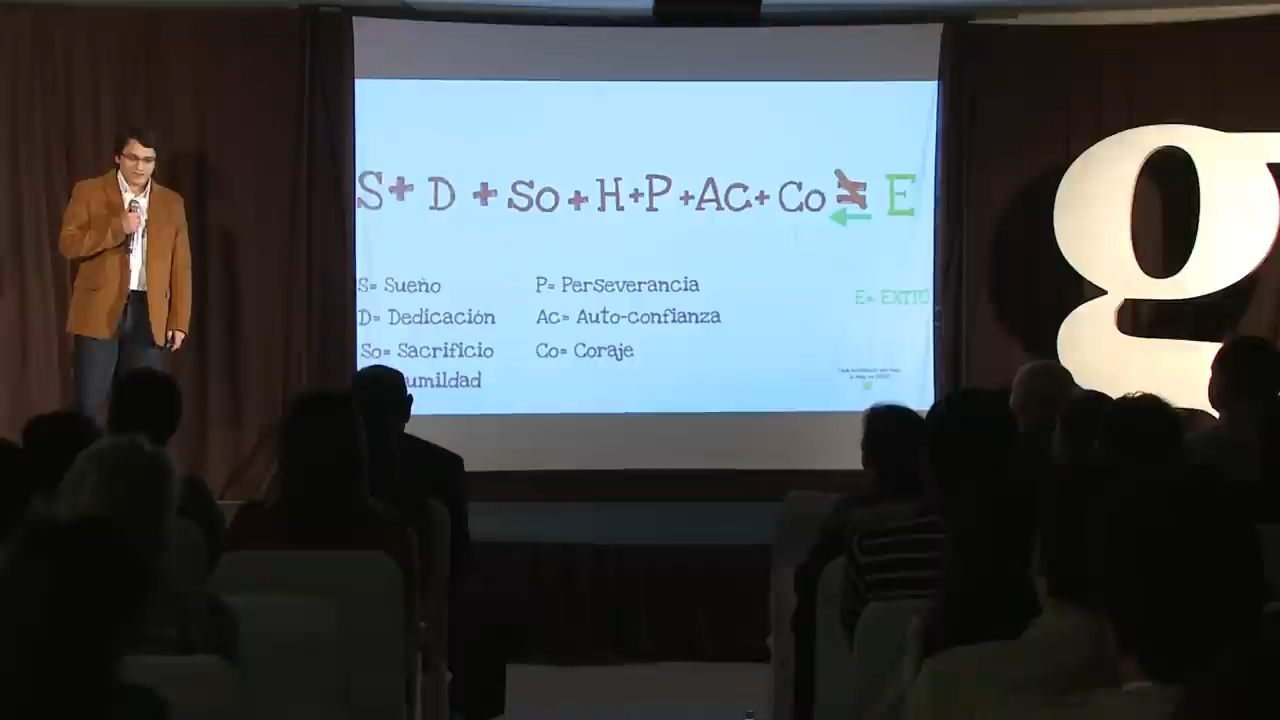 S+ D + So + H+P +Ac+ Co = E
S= Sueño
D= Dedicación
So= Sacrificio
umildad
P= Perseverancia
Ac= Auto-confianza
Co= Coraje
E= EXITO
g